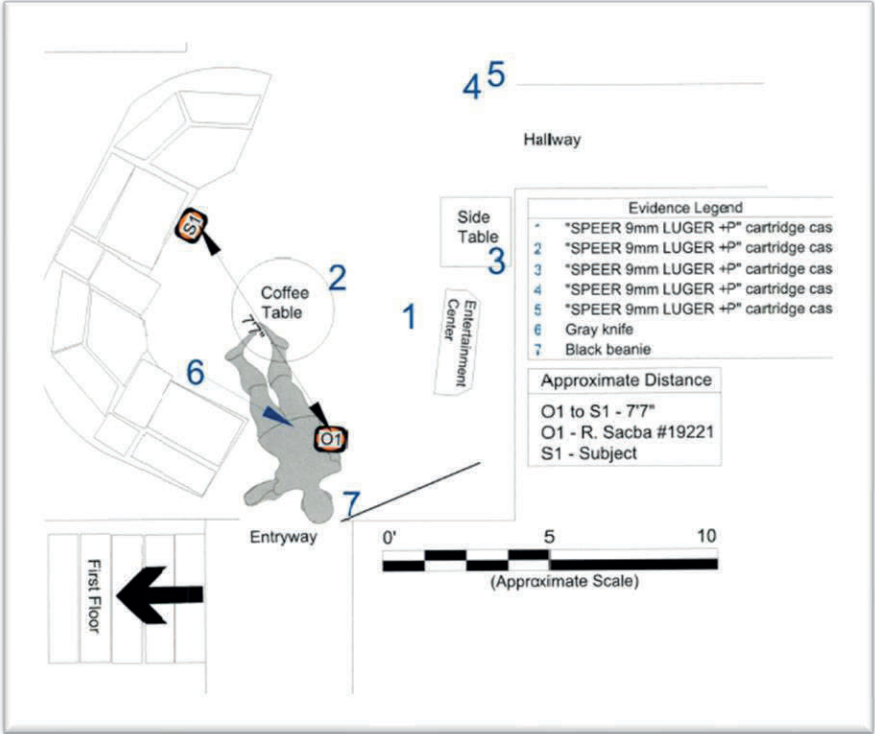 4 5
Hallway
S1
Side
Table
3
2
Coffee
Table
7'7"
1
Entertainment
Center
6
O1
7
Entryway
First Floor
Evidence Legend
1 "SPEER 9mm LUGER +P" cartridge cas
2 "SPEER 9mm LUGER +P" cartridge cas
3 "SPEER 9mm LUGER +P" cartridge cas
4 "SPEER 9mm LUGER +P" cartridge cas
5 "SPEER 9mm LUGER +P" cartridge cas
6 Gray knife
7 Black beanie
Approximate Distance
O1 to S1 - 7'7"
O1 - R. Sacba #19221
S1 - Subject
0' 5 10
(Approximate Scale)